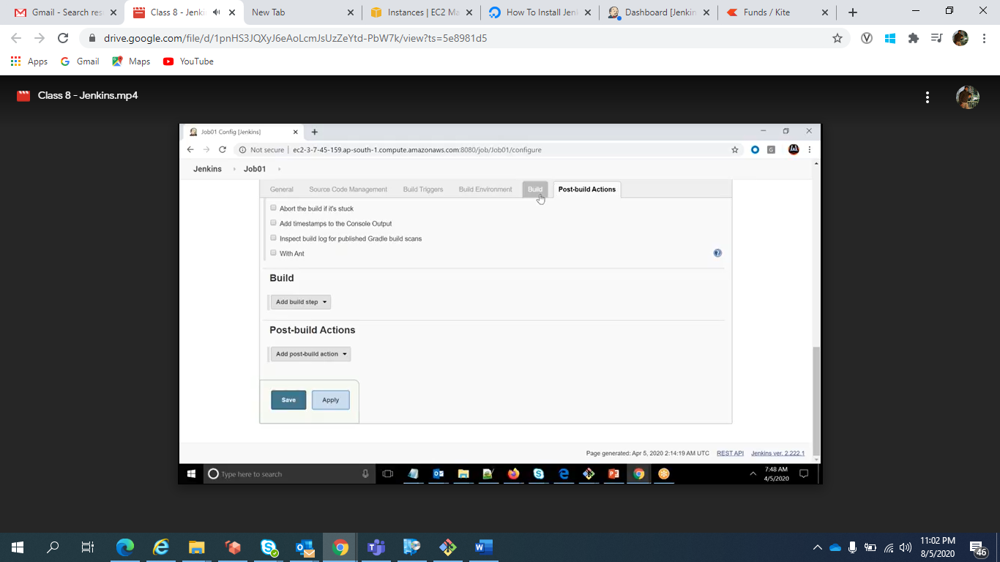 Gmail - Search res
Class 8 - Jenki
New Tab
Instances | EC2 Ma
How To Install Jen
Dashboard [Jenkin
Funds / Kite
drive.google.com/file/d/1pnHS3JQXyJ6eAoLcmJsUzZeYtd-PbW7k/view?ts=5e8981d5
Apps
Gmail
Maps
YouTube
Class 8 - Jenkins.mp4
Job01 Config [Jenkins]
Not secure | ec2-3-7-45-159.ap-south-1.compute.amazonaws.com:8080/job/Job01/configure
G
Jenkins
Job01
General
Source Code Management
Build Triggers
Build Environment
Build
Post-build Actions
Abort the build if it's stuck
Add timestamps to the Console Output
Inspect build log for published Gradle build scans
With Ant
Build
Add build step
Post-build Actions
Add post-build action
Save
Apply
Page generated: Apr 5, 2020 2:14:19 AM UTC
REST API
Jenkins ver. 2.222.1
Type here to search
7:48 AM
4/5/2020
11:02 PM
8/5/2020
46